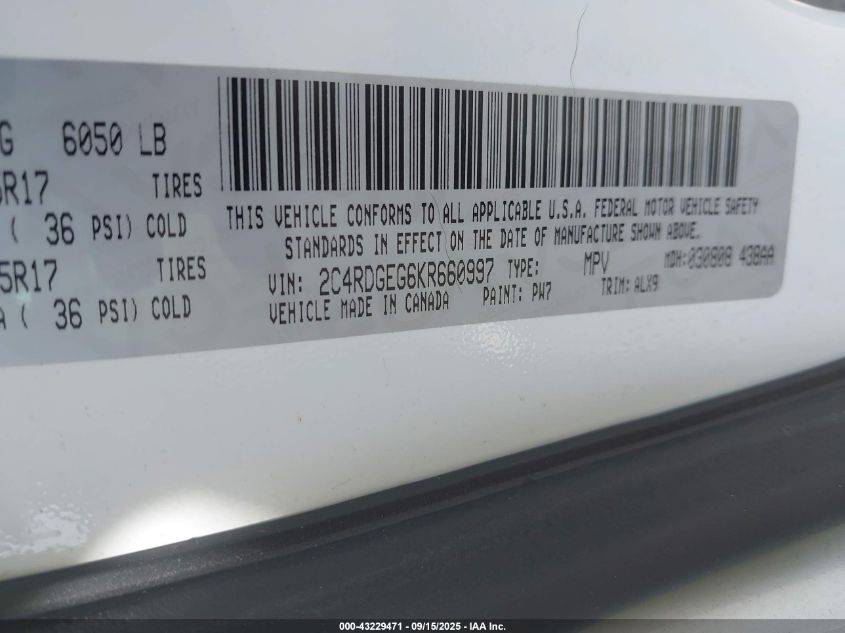 G 6050 LB
5R17 TIRES
( 36 PSI) COLD
5R17 TIRES
A ( 36 PSI) COLD
THIS VEHICLE CONFORMS TO ALL APPLICABLE U.S.A. FEDERAL MOTOR VEHICLE SAFETY
STANDARDS IN EFFECT ON THE DATE OF MANUFACTURE SHOWN ABOVE.
VIN: 2C4RDGEG6KR660997 TYPE: MPV MDH:030808 438AA
VEHICLE MADE IN CANADA PAINT: PW7 TRIM: ALX9
000-43229471 - 09/15/2025 - IAA Inc.